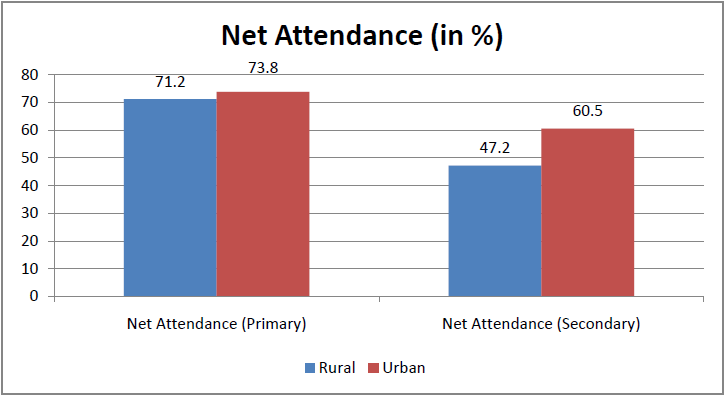 Net Attendance (in %)
80
70
60
50
40
30
20
10
0
71.2
73.8
47.2
60.5
Net Attendance (Primary)
Net Attendance (Secondary)
Rural
Urban